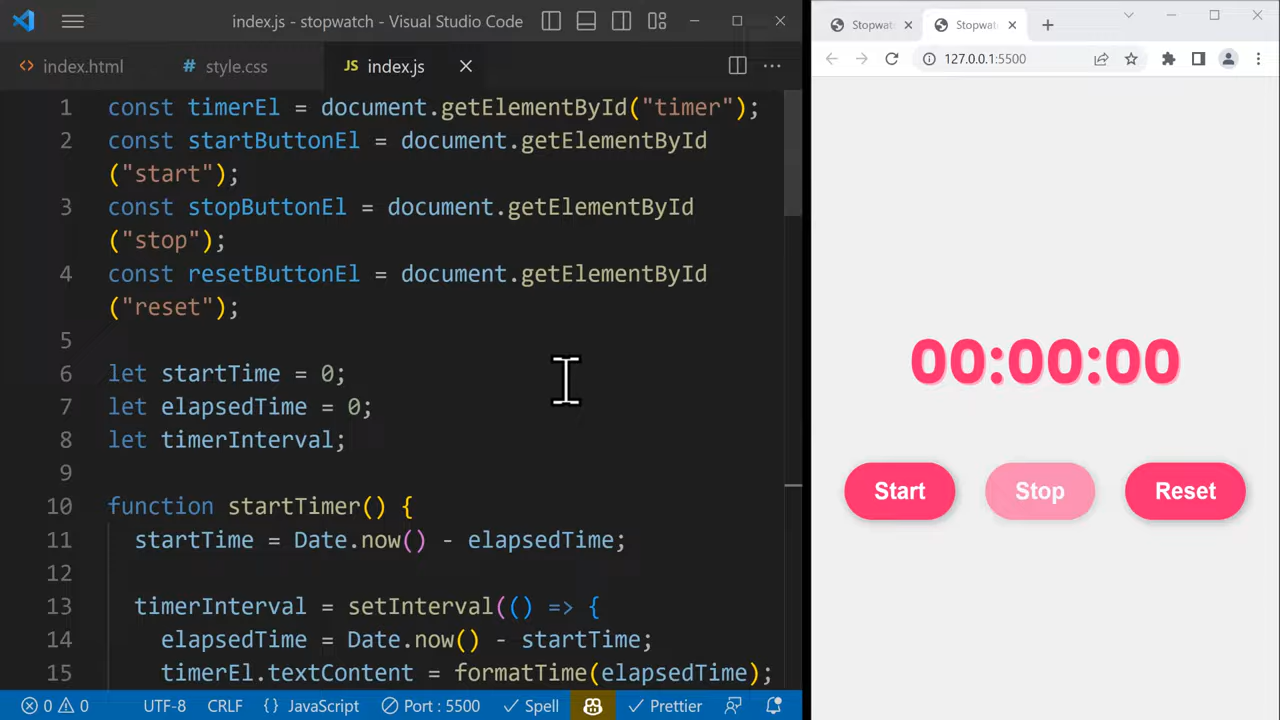 index.js - stopwatch - Visual Studio Code
<> index.html
# style.css
JS index.js
1 const timerEl = document.getElementById("timer");
2 const startButtonEl = document.getElementById
("start");
3 const stopButtonEl = document.getElementById
("stop");
4 const resetButtonEl = document.getElementById
("reset");
5
6 let startTime = 0;
7 let elapsedTime = 0;
8 let timerInterval;
9
10 function startTimer() {
11 startTime = Date.now() - elapsedTime;
12
13 timerInterval = setInterval(() => {
14 elapsedTime = Date.now() - startTime;
15 timerEl.textContent = formatTime(elapsedTime);
0 0 UTF-8 CRLF {} JavaScript Port : 5500 Spell Prettier
Stopwat
Stopwat
127.0.0.1:5500
00:00:00
Start Stop Reset